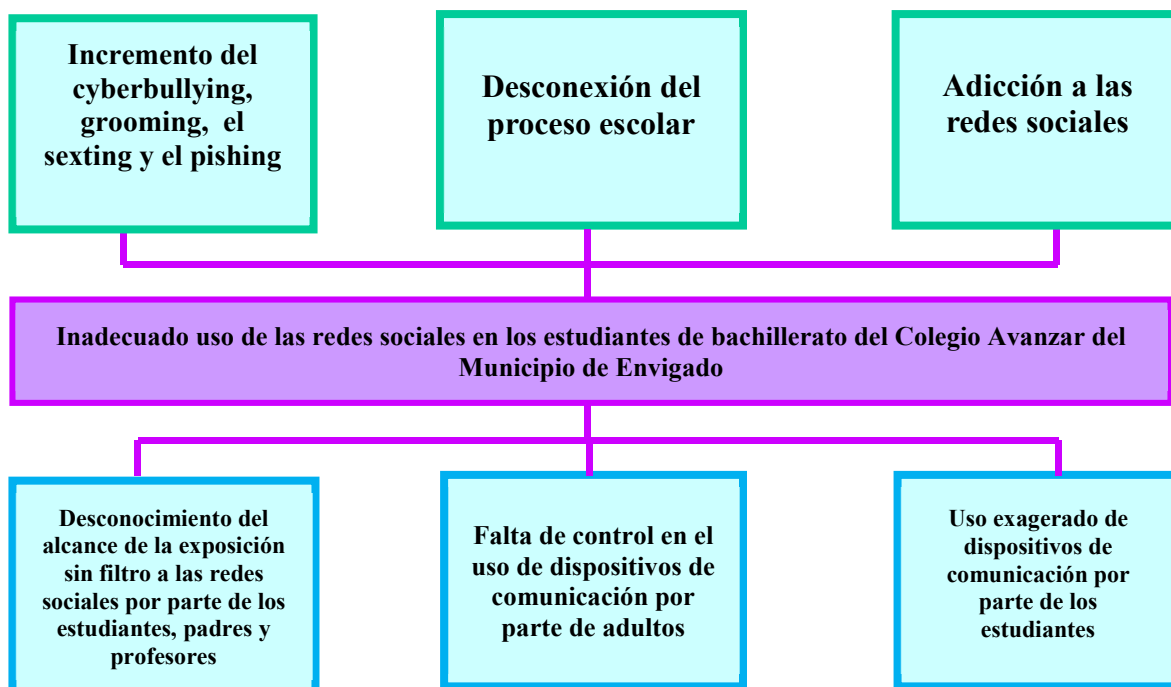 Incremento del
cyberbullying,
grooming, el
sexting y el pishing
Desconexión del
proceso escolar
Adicción a las
redes sociales
Inadecuado uso de las redes sociales en los estudiantes de bachillerato del Colegio Avanzar del
Municipio de Envigado
Desconocimiento del
alcance de la exposición
sin filtro a las redes
sociales por parte de los
estudiantes, padres y
profesores
Falta de control en el
uso de dispositivos de
comunicación por
parte de adultos
Uso exagerado de
dispositivos de
comunicación por
parte de los
estudiantes